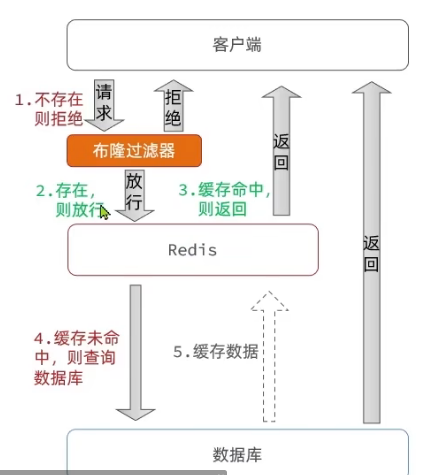 客户端
1.不存在
则拒绝
请
求
拒
绝
布隆过滤器
2.存在，
则放行
放
行
3.缓存命中，
则返回
返
回
Redis
返
回
4.缓存未命
中，则查询
数据库
5.缓存数据
数据库